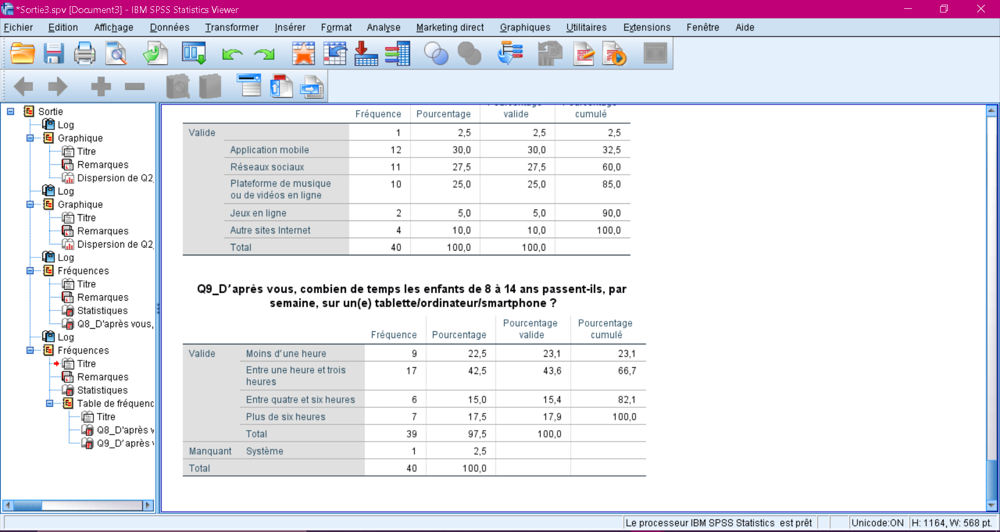 *Sortie3.spv [Document3] - IBM SPSS Statistics Viewer
Fichier Edition Affichage Données Transformer Insérer Format Analyse Marketing direct Graphiques Utilitaires Extensions Fenêtre Aide
Sortie
Log
Graphique
Titre
Remarques
Dispersion de Q2_
Log
Graphique
Titre
Remarques
Dispersion de Q2_
Log
Fréquences
Titre
Remarques
Statistiques
Q8_D'après vous,
Log
Fréquences
Titre
Remarques
Statistiques
Table de fréquenc
Titre
Q8_D'après v
Q9_D’après v
Fréquence Pourcentage valide cumulé
Valide 1 2,5 2,5 2,5
Application mobile 12 30,0 30,0 32,5
Réseaux sociaux 11 27,5 27,5 60,0
Plateforme de musique 10 25,0 25,0 85,0
ou de vidéos en ligne
Jeux en ligne 2 5,0 5,0 90,0
Autre sites Internet 4 10,0 10,0 100,0
Total 40 100,0 100,0
Q9_D’après vous, combien de temps les enfants de 8 à 14 ans passent-ils, par
semaine, sur un(e) tablette/ordinateur/smartphone ?
Pourcentage Pourcentage
Fréquence Pourcentage valide cumulé
Valide Moins d’une heure 9 22,5 23,1 23,1
Entre une heure et trois 17 42,5 43,6 66,7
heures
Entre quatre et six heures 6 15,0 15,4 82,1
Plus de six heures 7 17,5 17,9 100,0
Total 39 97,5 100,0
Manquant Système 1 2,5
Total 40 100,0
Le processeur IBM SPSS Statistics est prêt Unicode:ON H: 1164, W: 568 pt.